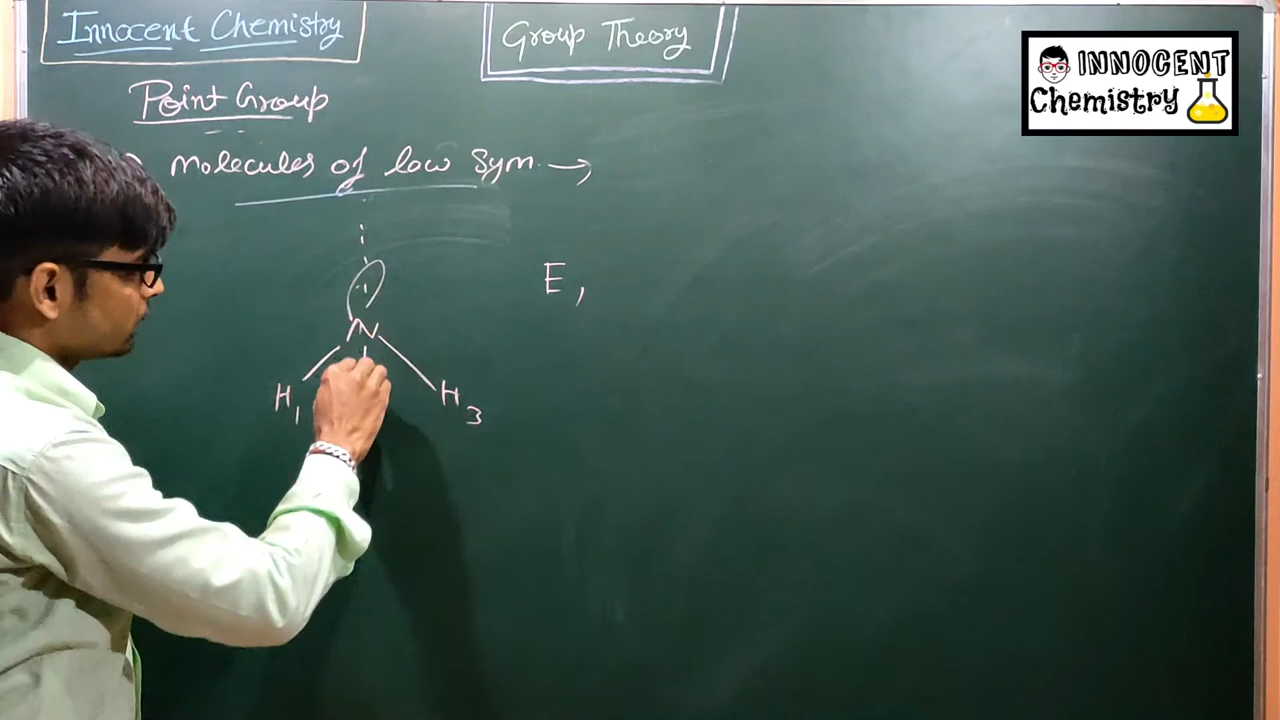 Innocent Chemistry
Group Theory
INNOCENT
Chemistry
Point Group
Molecules of low Sym. →
E,
N
H1
H3